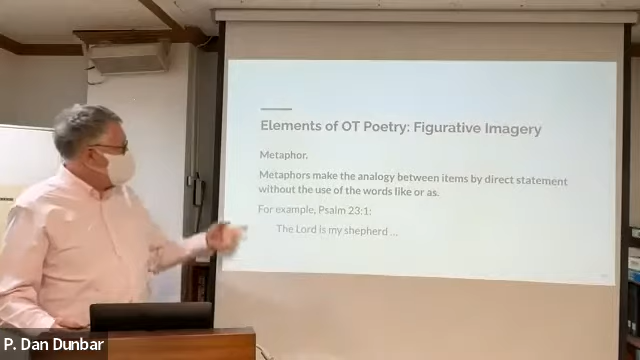 Elements of OT Poetry: Figurative Imagery
Metaphor.
Metaphors make the analogy between items by direct statement
without the use of the words like or as.
For example, Psalm 23:1:
The Lord is my shepherd ...
P. Dan Dunbar